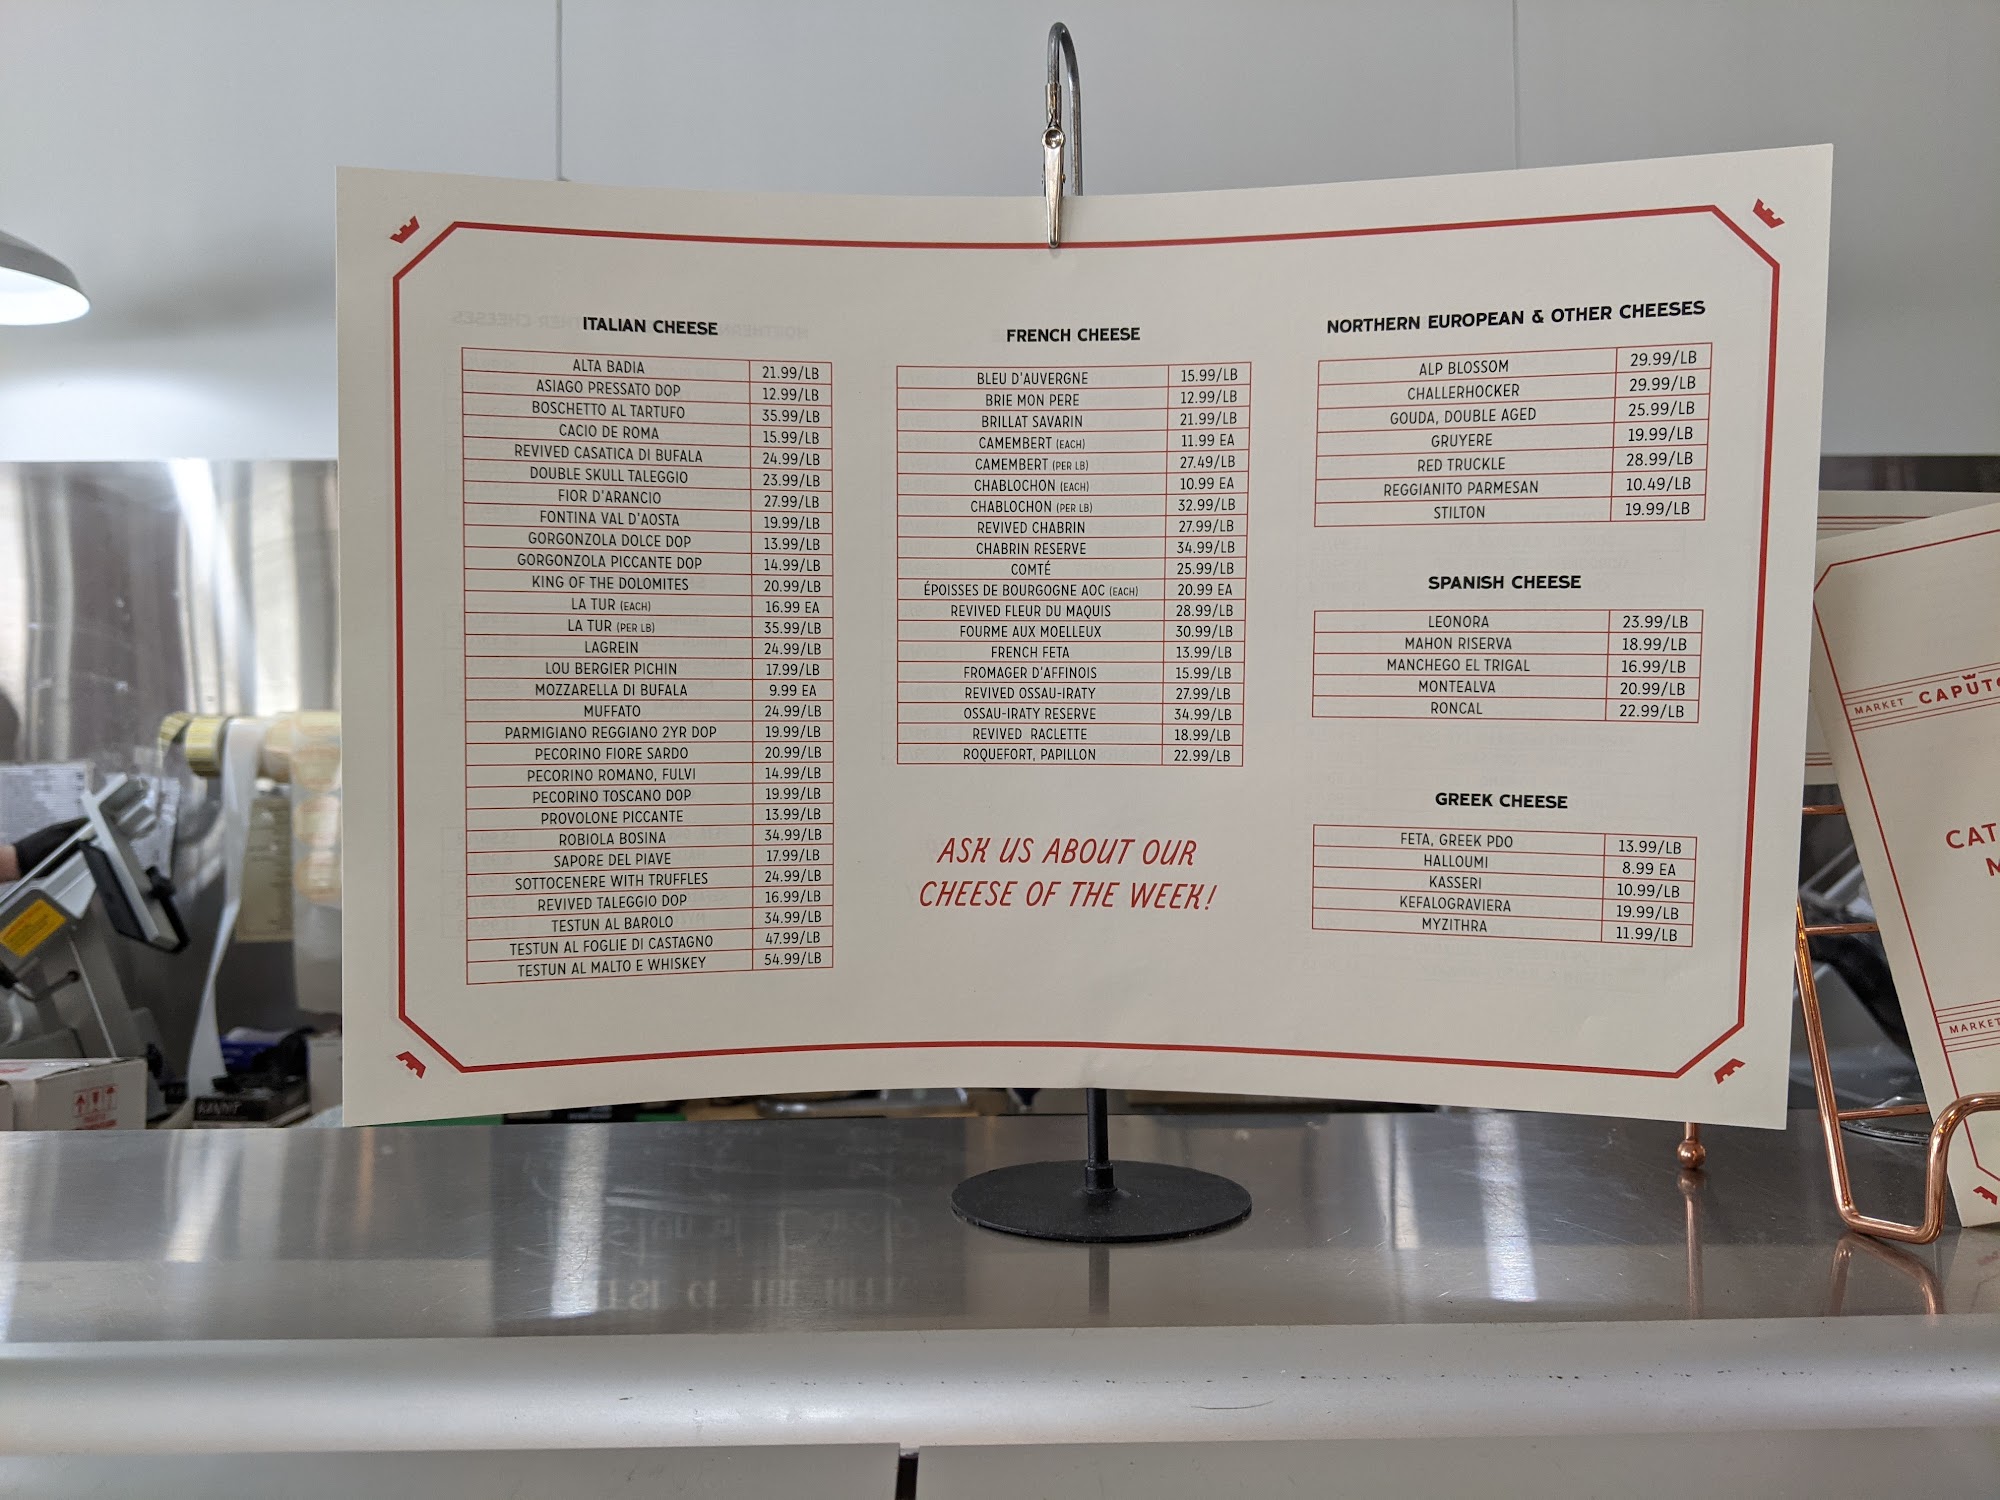 ITALIAN CHEESE
ALTA BADIA 21.99/LB
ASIAGO PRESSATO DOP 12.99/LB
BOSCHETTO AL TARTUFO 35.99/LB
CACIO DE ROMA 15.99/LB
REVIVED CASATICA DI BUFALA 24.99/LB
DOUBLE SKULL TALEGGIO 23.99/LB
FIOR D'ARANCIO 27.99/LB
FONTINA VAL D'AOSTA 19.99/LB
GORGONZOLA DOLCE DOP 13.99/LB
GORGONZOLA PICCANTE DOP 14.99/LB
KING OF THE DOLOMITES 20.99/LB
LA TUR (EACH) 16.99 EA
LA TUR (PER LB) 35.99/LB
LAGREIN 24.99/LB
LOU BERGIER PICHIN 17.99/LB
MOZZARELLA DI BUFALA 9.99 EA
MUFFATO 24.99/LB
PARMIGIANO REGGIANO 2YR DOP 19.99/LB
PECORINO FIORE SARDO 20.99/LB
PECORINO ROMANO, FULVI 14.99/LB
PECORINO TOSCANO DOP 19.99/LB
PROVOLONE PICCANTE 13.99/LB
ROBIOLA BOSINA 34.99/LB
SAPORE DEL PIAVE 17.99/LB
SOTTOCENERE WITH TRUFFLES 24.99/LB
REVIVED TALEGGIO DOP 16.99/LB
TESTUN AL BAROLO 34.99/LB
TESTUN AL FOGLIE DI CASTAGNO 47.99/LB
TESTUN AL MALTO E WHISKEY 54.99/LB
FRENCH CHEESE
BLEU D'AUVERGNE 15.99/LB
BRIE MON PERE 12.99/LB
BRILLAT SAVARIN 21.99/LB
CAMEMBERT (EACH) 11.99 EA
CAMEMBERT (PER LB) 27.49/LB
CHABLOCHON (EACH) 10.99 EA
CHABLOCHON (PER LB) 32.99/LB
REVIVED CHABRIN 27.99/LB
CHABRIN RESERVE 34.99/LB
COMTÉ 25.99/LB
ÉPOISSES DE BOURGOGNE AOC (EACH) 20.99 EA
REVIVED FLEUR DU MAQUIS 28.99/LB
FOURME AUX MOELLEUX 30.99/LB
FRENCH FETA 13.99/LB
FROMAGER D'AFFINOIS 15.99/LB
REVIVED OSSAU-IRATY 27.99/LB
OSSAU-IRATY RESERVE 34.99/LB
REVIVED RACLETTE 18.99/LB
ROQUEFORT, PAPILLON 22.99/LB
ASK US ABOUT OUR
CHEESE OF THE WEEK!
NORTHERN EUROPEAN & OTHER CHEESES
ALP BLOSSOM 29.99/LB
CHALLERHOCKER 29.99/LB
GOUDA, DOUBLE AGED 25.99/LB
GRUYERE 19.99/LB
RED TRUCKLE 28.99/LB
REGGIANITO PARMESAN 10.49/LB
STILTON 19.99/LB
SPANISH CHEESE
LEONORA 23.99/LB
MAHON RISERVA 18.99/LB
MANCHEGO EL TRIGAL 16.99/LB
MONTEALVA 20.99/LB
RONCAL 22.99/LB
GREEK CHEESE
FETA, GREEK PDO 13.99/LB
HALLOUMI 8.99 EA
KASSERI 10.99/LB
KEFALOGRAVIERA 19.99/LB
MYZITHRA 11.99/LB
MARKET CAPUTO
CAT
MARKET